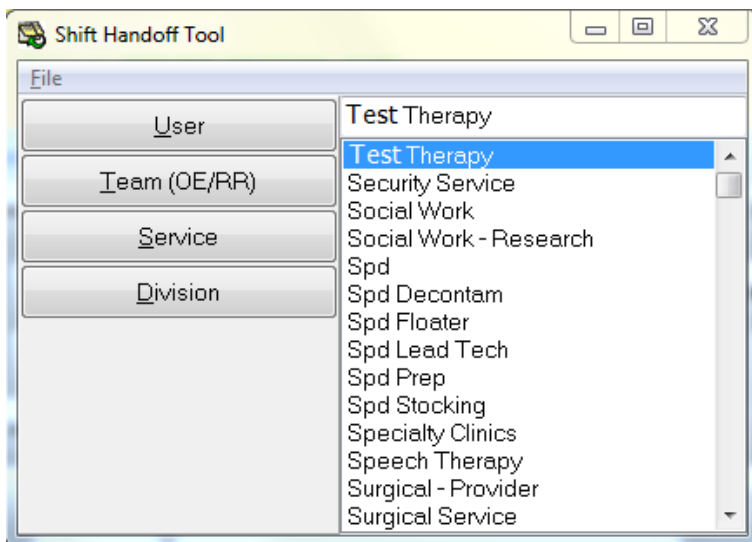 Shift Handoff Tool
File
User
Team (OE/RR)
Service
Division
Test Therapy
Test Therapy
Security Service
Social Work
Social Work - Research
Spd
Spd Decontam
Spd Floater
Spd Lead Tech
Spd Prep
Spd Stocking
Specialty Clinics
Speech Therapy
Surgical - Provider
Surgical Service